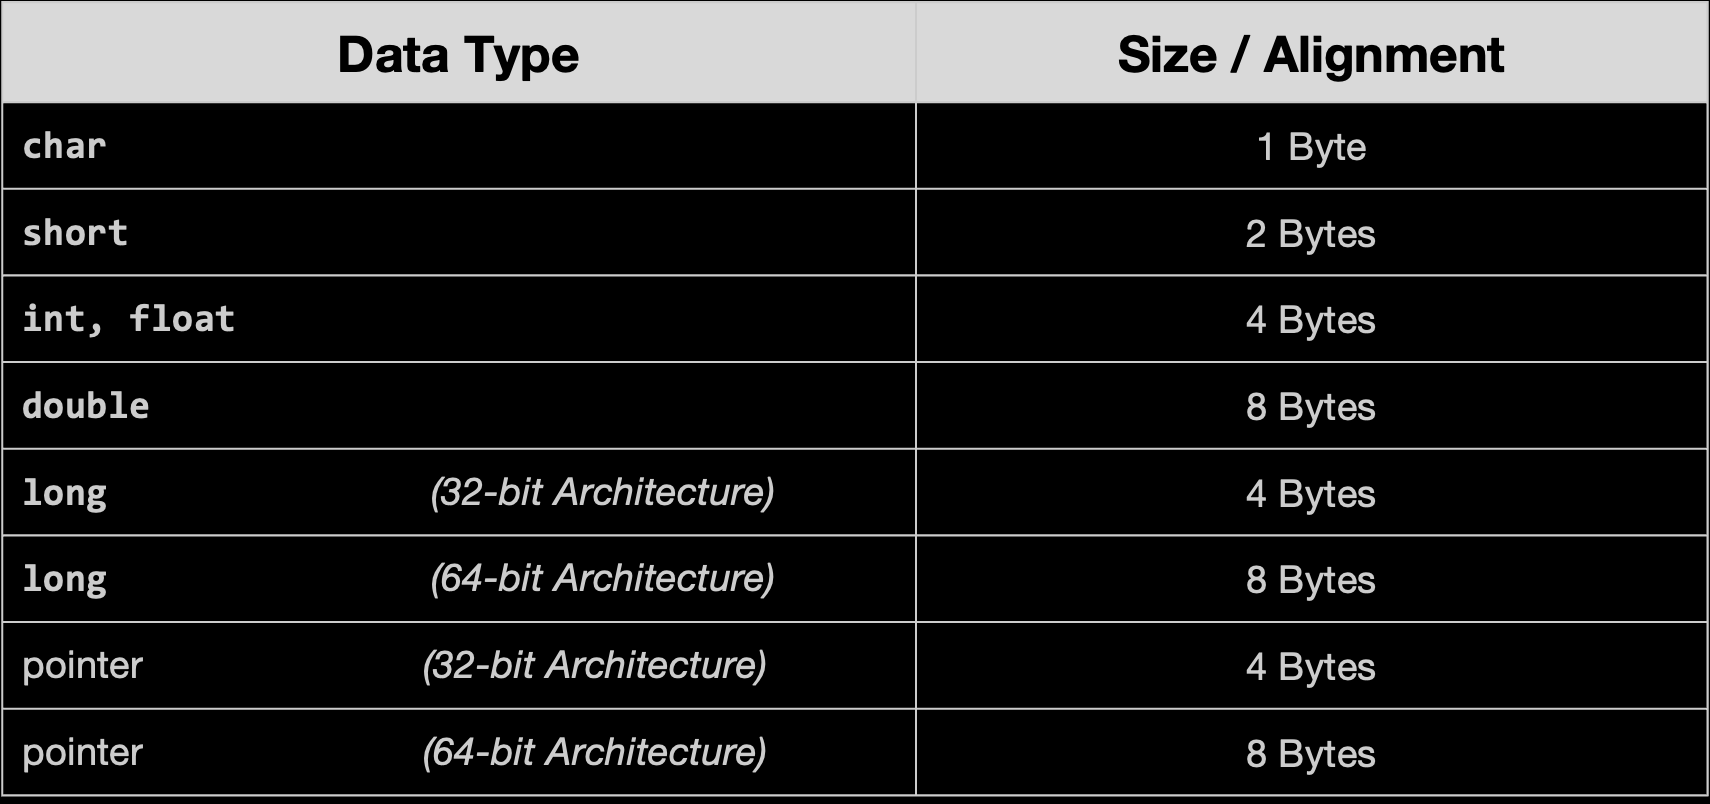 Data Type Size / Alignment
char 1 Byte
short 2 Bytes
int, float 4 Bytes
double 8 Bytes
long (32-bit Architecture) 4 Bytes
long (64-bit Architecture) 8 Bytes
pointer (32-bit Architecture) 4 Bytes
pointer (64-bit Architecture) 8 Bytes